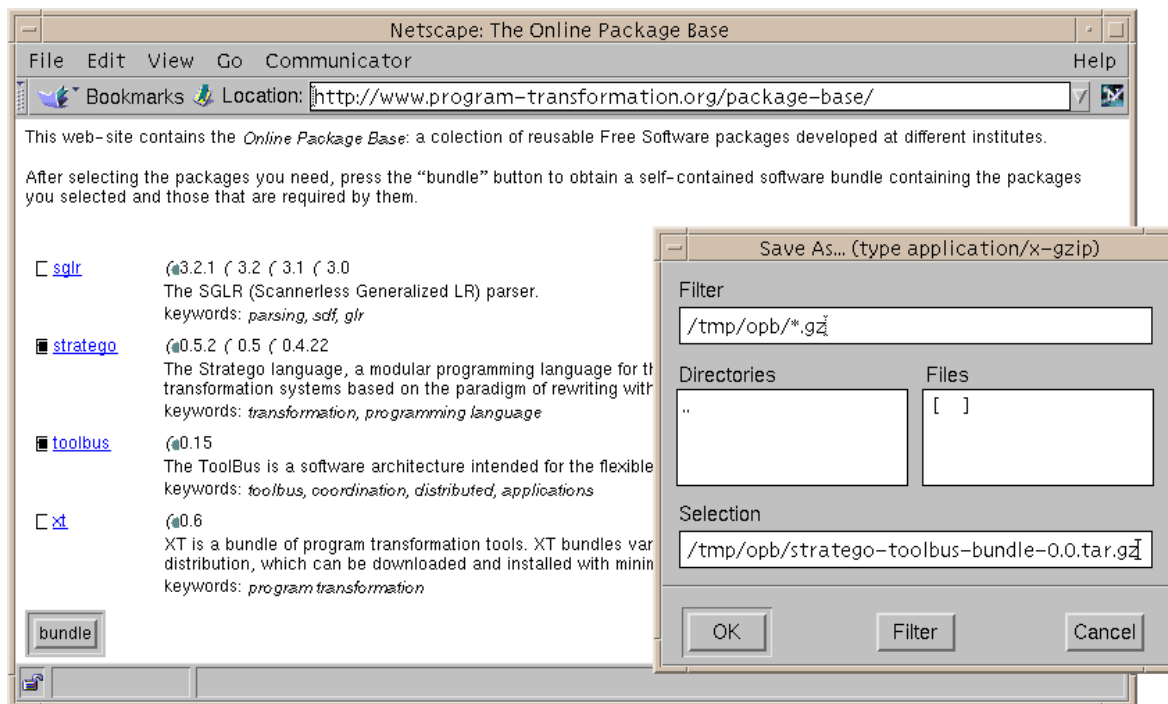 Netscape: The Online Package Base
File Edit View Go Communicator Help
Bookmarks Location: http://www.program-transformation.org/package-base/
This web-site contains the Online Package Base: a colection of reusable Free Software packages developed at different institutes.
After selecting the packages you need, press the “bundle” button to obtain a self-contained software bundle containing the packages
you selected and those that are required by them.
sglr 3.2.1 3.2 3.1 3.0
The SGLR (Scannerless Generalized LR) parser.
keywords: parsing, sdf, glr
stratego 0.5.2 0.5 0.4.22
The Stratego language, a modular programming language for th
transformation systems based on the paradigm of rewriting with
keywords: transformation, programming language
toolbus 0.15
The ToolBus is a software architecture intended for the flexible
keywords: toolbus, coordination, distributed, applications
xt 0.6
XT is a bundle of program transformation tools. XT bundles var
distribution, which can be downloaded and installed with minin
keywords: program transformation
bundle
Save As... (type application/x-gzip)
Filter
/tmp/opb/*.gz
Directories Files
.. [ ]
Selection
/tmp/opb/stratego-toolbus-bundle-0.0.tar.gz
OK Filter Cancel